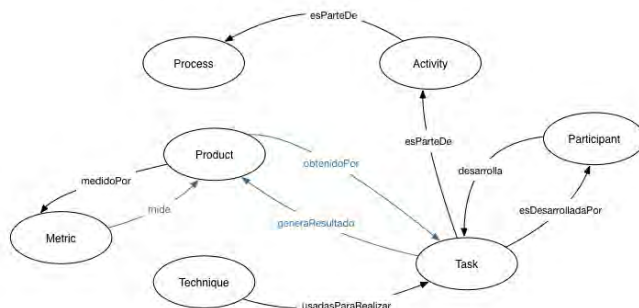 esParteDe
Process
Activity
Participant
Product
obtenidoPor
esParteDe
desarrolla
medidoPor
mide
generaResultado
esDesarrolladaPor
Metric
Technique
Task
usadasParaRealizar